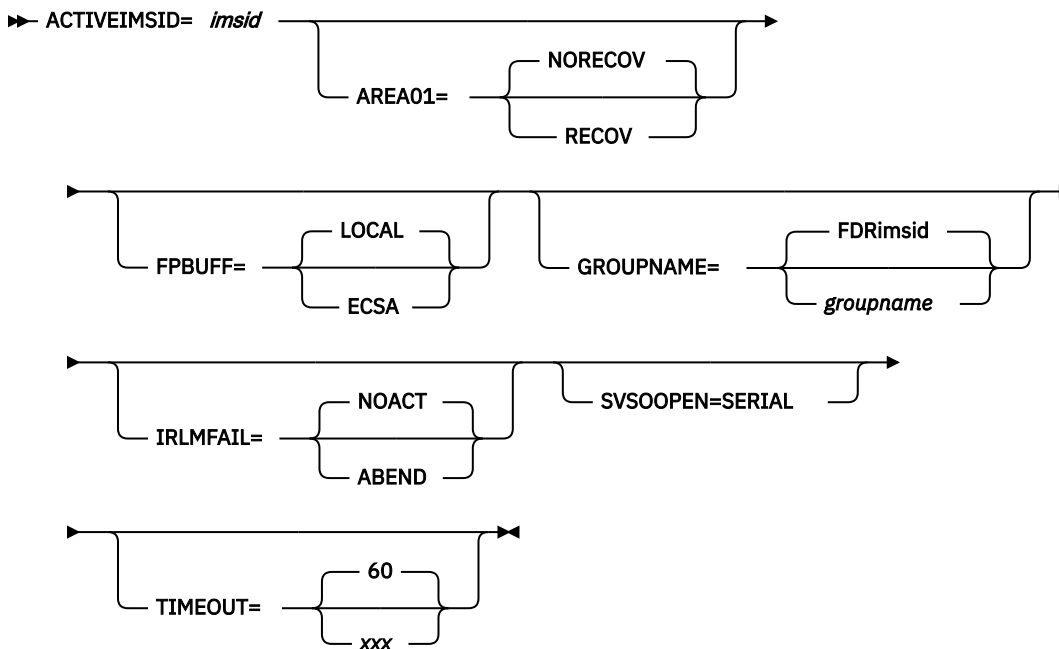 ACTIVEIMSID= imsid
NORECOV
AREA01=
RECOV
LOCAL
FPBUFF=
ECSA
FDRimsid
GROUPNAME=
groupname
NOACT
IRLMFAIL=
ABEND
SVSOOPEN=SERIAL
60
TIMEOUT=
xxx